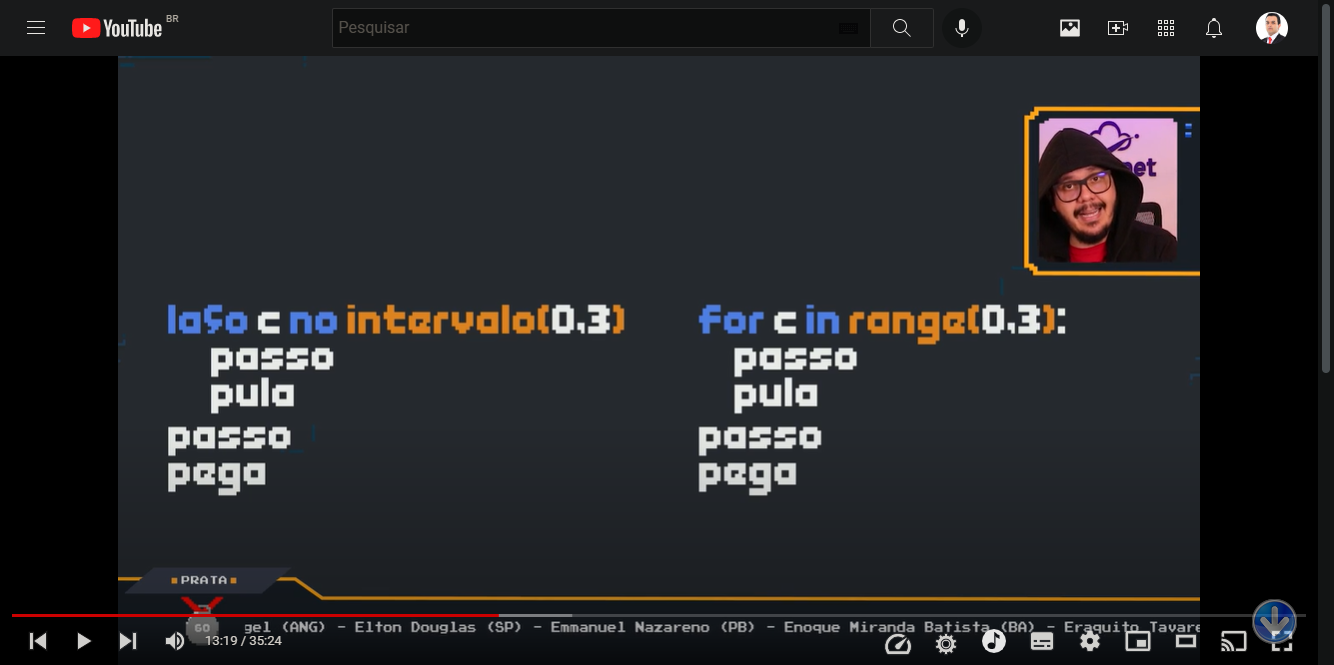 YouTube BR
Pesquisar
net
laço c no intervalo(0,3)
passo
pula
passo
pega
for c in range(0,3):
passo
pula
passo
pega
PRATA
GO
gel (ANG) - Elton Douglas (SP) - Emmanuel Nazareno (PB) - Enoque Miranda Batista (BA) - Eraquito Tavare
13:19 / 35:24